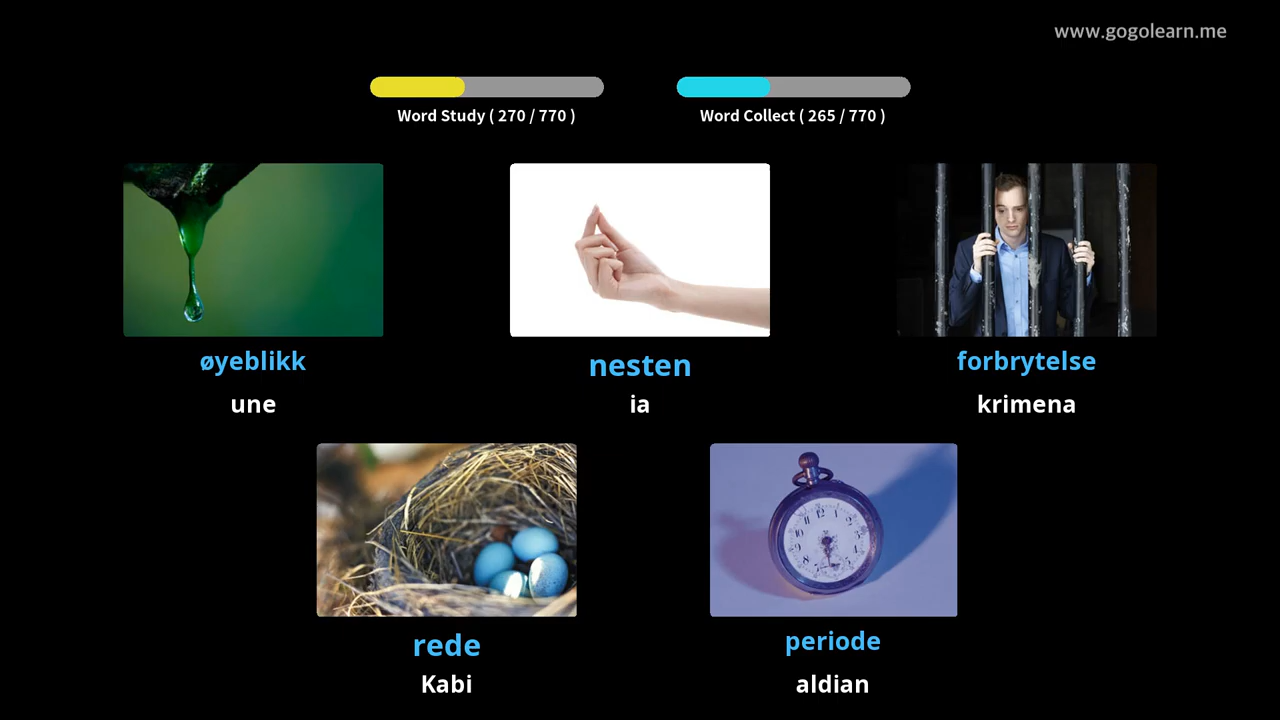 www.gogolearn.me
Word Study ( 270 / 770 )
Word Collect ( 265 / 770 )
øyeblikk
une
nesten
ia
forbrytelse
krimena
rede
Kabi
periode
aldian